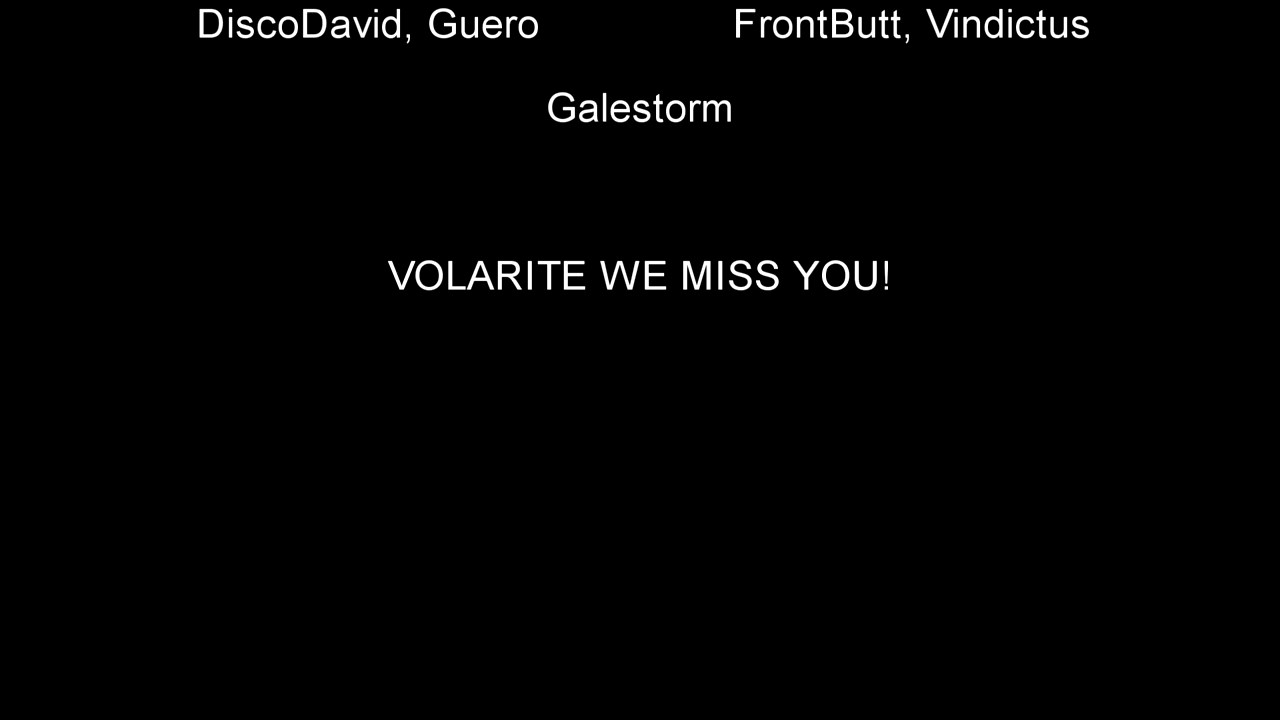 DiscoDavid, Guero FrontButt, Vindictus
Galestorm
VOLARITE WE MISS YOU!